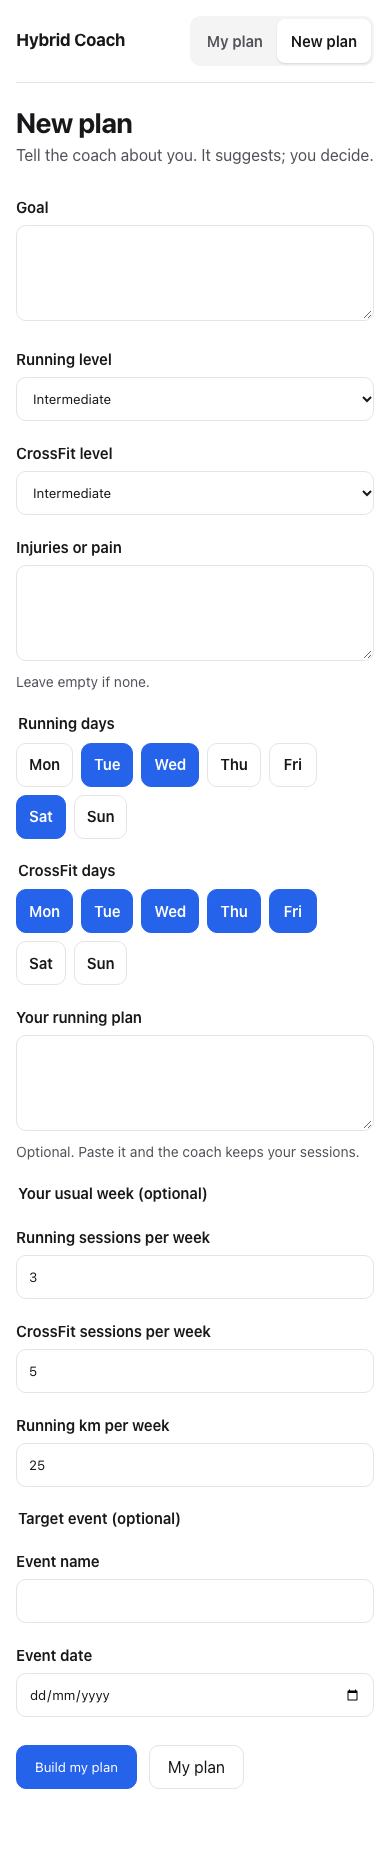 Hybrid Coach
My plan New plan
New plan
Tell the coach about you. It suggests; you decide.
Goal
Running level
Intermediate
CrossFit level
Intermediate
Injuries or pain
Leave empty if none.
Running days
Mon Tue Wed Thu Fri
Sat Sun
CrossFit days
Mon Tue Wed Thu Fri
Sat Sun
Your running plan
Optional. Paste it and the coach keeps your sessions.
Your usual week (optional)
Running sessions per week
3
CrossFit sessions per week
5
Running km per week
25
Target event (optional)
Event name
Event date
dd/mm/yyyy
Build my plan My plan